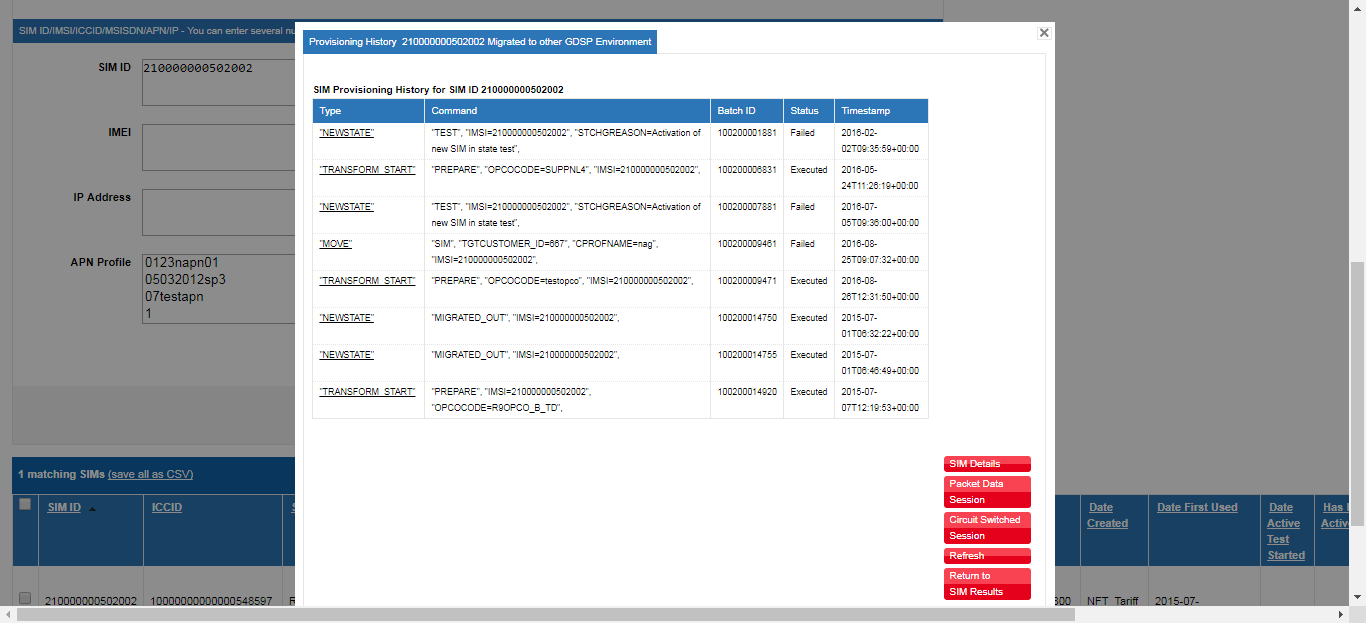 SIM ID/IMSI/ICCID/MSISDN/APN/IP - You can enter several
SIM ID
210000000502002
IMEI
IP Address
APN Profile
0123napn01
05032012sp3
07testapn
1
Provisioning History 210000000502002 Migrated to other GDSP Environment
SIM Provisioning History for SIM ID 210000000502002
Type Command Batch ID Status Timestamp
"NEWSTATE" "TEST", "IMSI=210000000502002", "STCHGREASON=Activation of 100200001881 Failed 2016-02-
new SIM in state test", 02T09:35:59+00:00
"TRANSFORM_START" "PREPARE", "OPCOCODE=SUPPNL4", "IMSI=210000000502002", 100200006831 Executed 2016-05-
24T11:26:19+00:00
"NEWSTATE" "TEST", "IMSI=210000000502002", "STCHGREASON=Activation of 100200007881 Failed 2016-07-
new SIM in state test", 05T09:36:00+00:00
"MOVE" "SIM", "TGTCUSTOMER_ID=667", "CPROFNAME=nag", 100200009461 Failed 2016-08-
"IMSI=210000000502002", 25T09:07:32+00:00
"TRANSFORM_START" "PREPARE", "OPCOCODE=testopco", "IMSI=210000000502002", 100200009471 Executed 2016-08-
26T12:31:50+00:00
"NEWSTATE" "MIGRATED_OUT", "IMSI=210000000502002", 100200014750 Executed 2015-07-
01T06:32:22+00:00
"NEWSTATE" "MIGRATED_OUT", "IMSI=210000000502002", 100200014755 Executed 2015-07-
01T06:46:49+00:00
"TRANSFORM_START" "PREPARE", "IMSI=210000000502002", 100200014920 Executed 2015-07-
"OPCOCODE=R9OPCO_B_TD", 07T12:19:53+00:00
SIM Details
Packet Data
Session
Circuit Switched
Session
Refresh
Return to
SIM Results
1 matching SIMs (save all as CSV)
SIM ID ICCID Date Date First Used Date Has
Created Active
Test
Started
210000000502002 10000000000000548597 NFT_Tariff 2015-07-